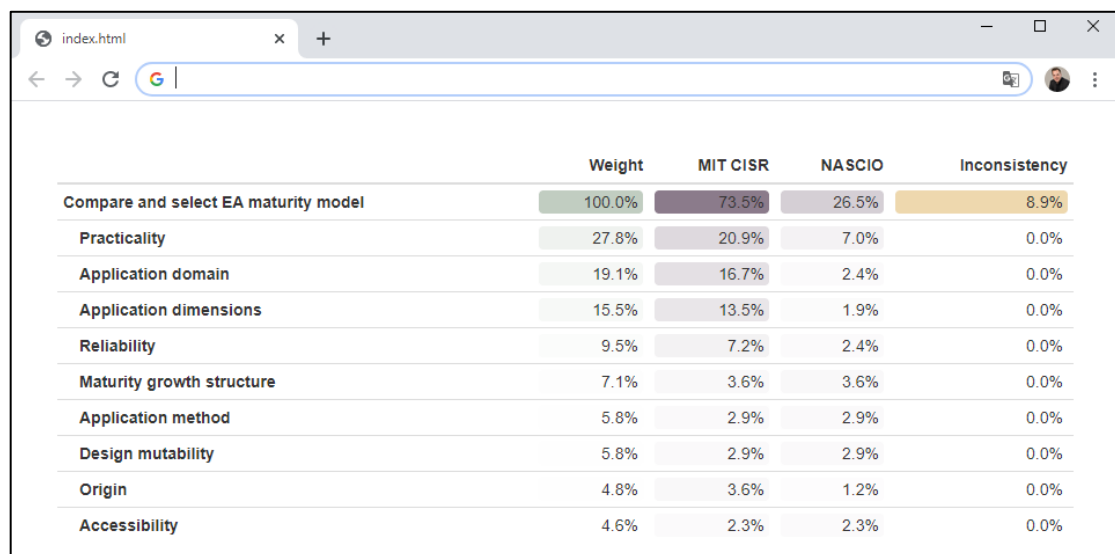 index.html
Weight MIT CISR NASCIO Inconsistency
Compare and select EA maturity model 100.0% 73.5% 26.5% 8.9%
Practicality 27.8% 20.9% 7.0% 0.0%
Application domain 19.1% 16.7% 2.4% 0.0%
Application dimensions 15.5% 13.5% 1.9% 0.0%
Reliability 9.5% 7.2% 2.4% 0.0%
Maturity growth structure 7.1% 3.6% 3.6% 0.0%
Application method 5.8% 2.9% 2.9% 0.0%
Design mutability 5.8% 2.9% 2.9% 0.0%
Origin 4.8% 3.6% 1.2% 0.0%
Accessibility 4.6% 2.3% 2.3% 0.0%